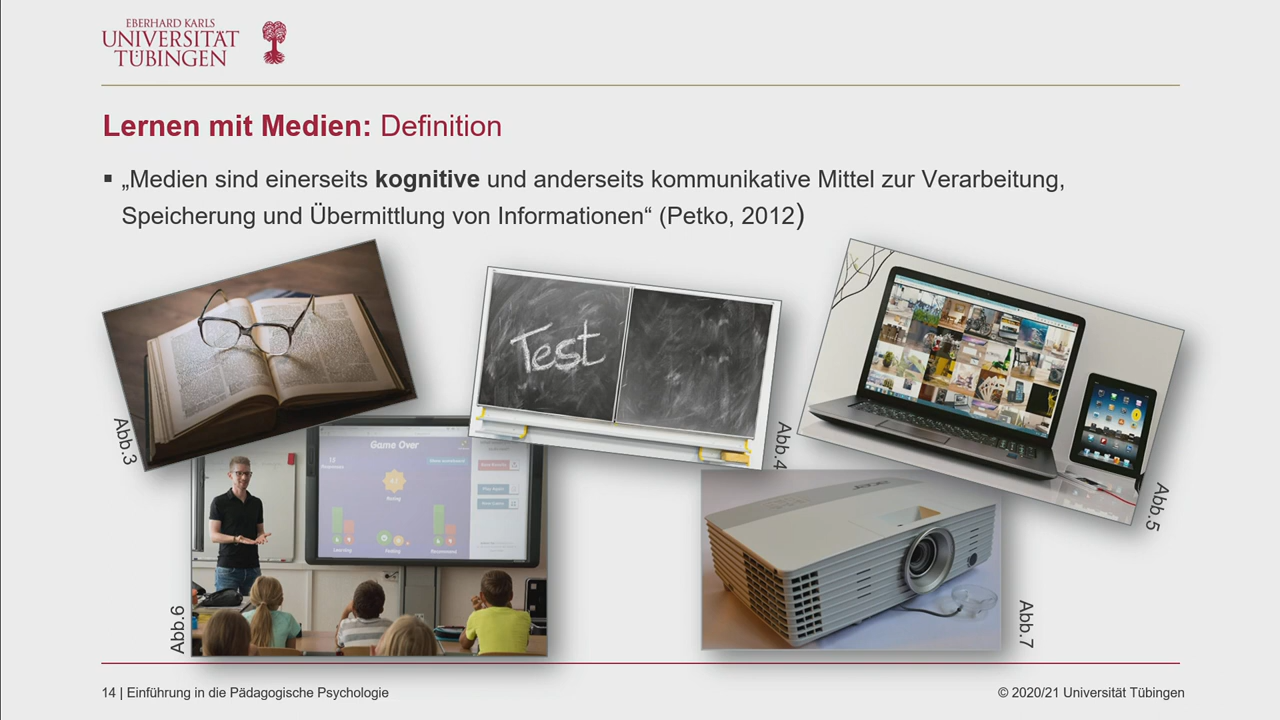 EBERHARD KARLS
UNIVERSITÄT
TÜBINGEN
Lernen mit Medien: Definition
▪ „Medien sind einerseits kognitive und anderseits kommunikative Mittel zur Verarbeitung,
Speicherung und Übermittlung von Informationen“ (Petko, 2012)
Abb.3
Test
Abb.4
Abb.5
Game Over
Abb.6
Abb.7
14 | Einführung in die Pädagogische Psychologie
© 2020/21 Universität Tübingen